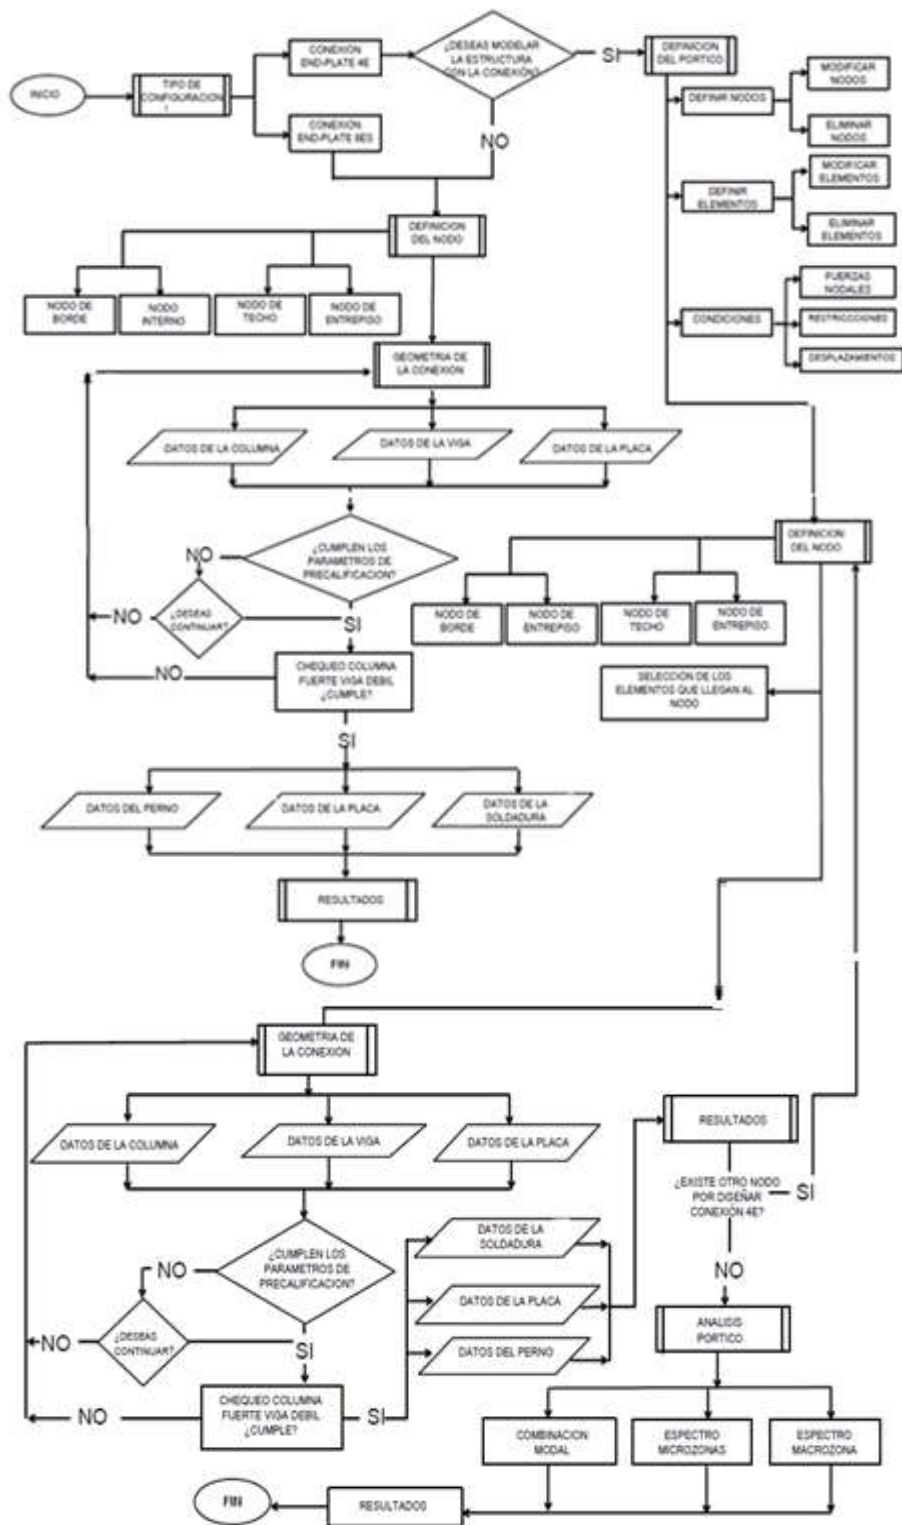 INICIO
TIPO DE
CONFIGURACION
CONEXIÓN
END-PLATE 4E
CONEXIÓN
END-PLATE 8ES
¿DESEAS MODELAR
LA ESTRUCTURA
CON LA CONEXIÓN?
SI
NO
DEFINICION
DEL PORTICO
DEFINIR NODOS
MODIFICAR
NODOS
ELIMINAR
NODOS
DEFINIR
ELEMENTOS
MODIFICAR
ELEMENTOS
ELIMINAR
ELEMENTOS
CONDICIONES
FUERZAS
NODALES
RESTRICCIONES
DESPLAZAMIENTOS
DEFINICION
DEL NODO
NODO DE
BORDE
NODO
INTERNO
NODO DE
TECHO
NODO DE
ENTREPISO
GEOMETRIA DE
LA CONEXIÓN
DATOS DE LA COLUMNA
DATOS DE LA VIGA
DATOS DE LA PLACA
¿CUMPLEN LOS
PARAMETROS DE
PRECALIFICACION?
NO
¿DESEAS
CONTINUAR?
NO
SI
CHEQUEO COLUMNA
FUERTE VIGA DEBIL
¿CUMPLE?
NO
SI
DATOS DEL PERNO
DATOS DE LA PLACA
DATOS DE LA
SOLDADURA
RESULTADOS
FIN
DEFINICION
DEL NODO
NODO DE
BORDE
NODO DE
ENTREPISO
NODO DE
TECHO
NODO DE
ENTREPISO
SELECCIÓN DE LOS
ELEMENTOS QUE LLEGAN AL
NODO
GEOMETRIA DE
LA CONEXIÓN
DATOS DE LA COLUMNA
DATOS DE LA VIGA
DATOS DE LA PLACA
¿CUMPLEN LOS
PARAMETROS DE
PRECALIFICACION?
NO
¿DESEAS
CONTINUAR?
NO
SI
CHEQUEO COLUMNA
FUERTE VIGA DEBIL
¿CUMPLE?
NO
SI
DATOS DE LA
SOLDADURA
DATOS DE LA PLACA
DATOS DEL PERNO
RESULTADOS
¿EXISTE OTRO NODO
POR DISEÑAR
CONEXIÓN 4E?
SI
NO
ANALISIS
PORTICO
COMBINACION
MODAL
ESPECTRO
MICROZONAS
ESPECTRO
MACROZONA
RESULTADOS
FIN